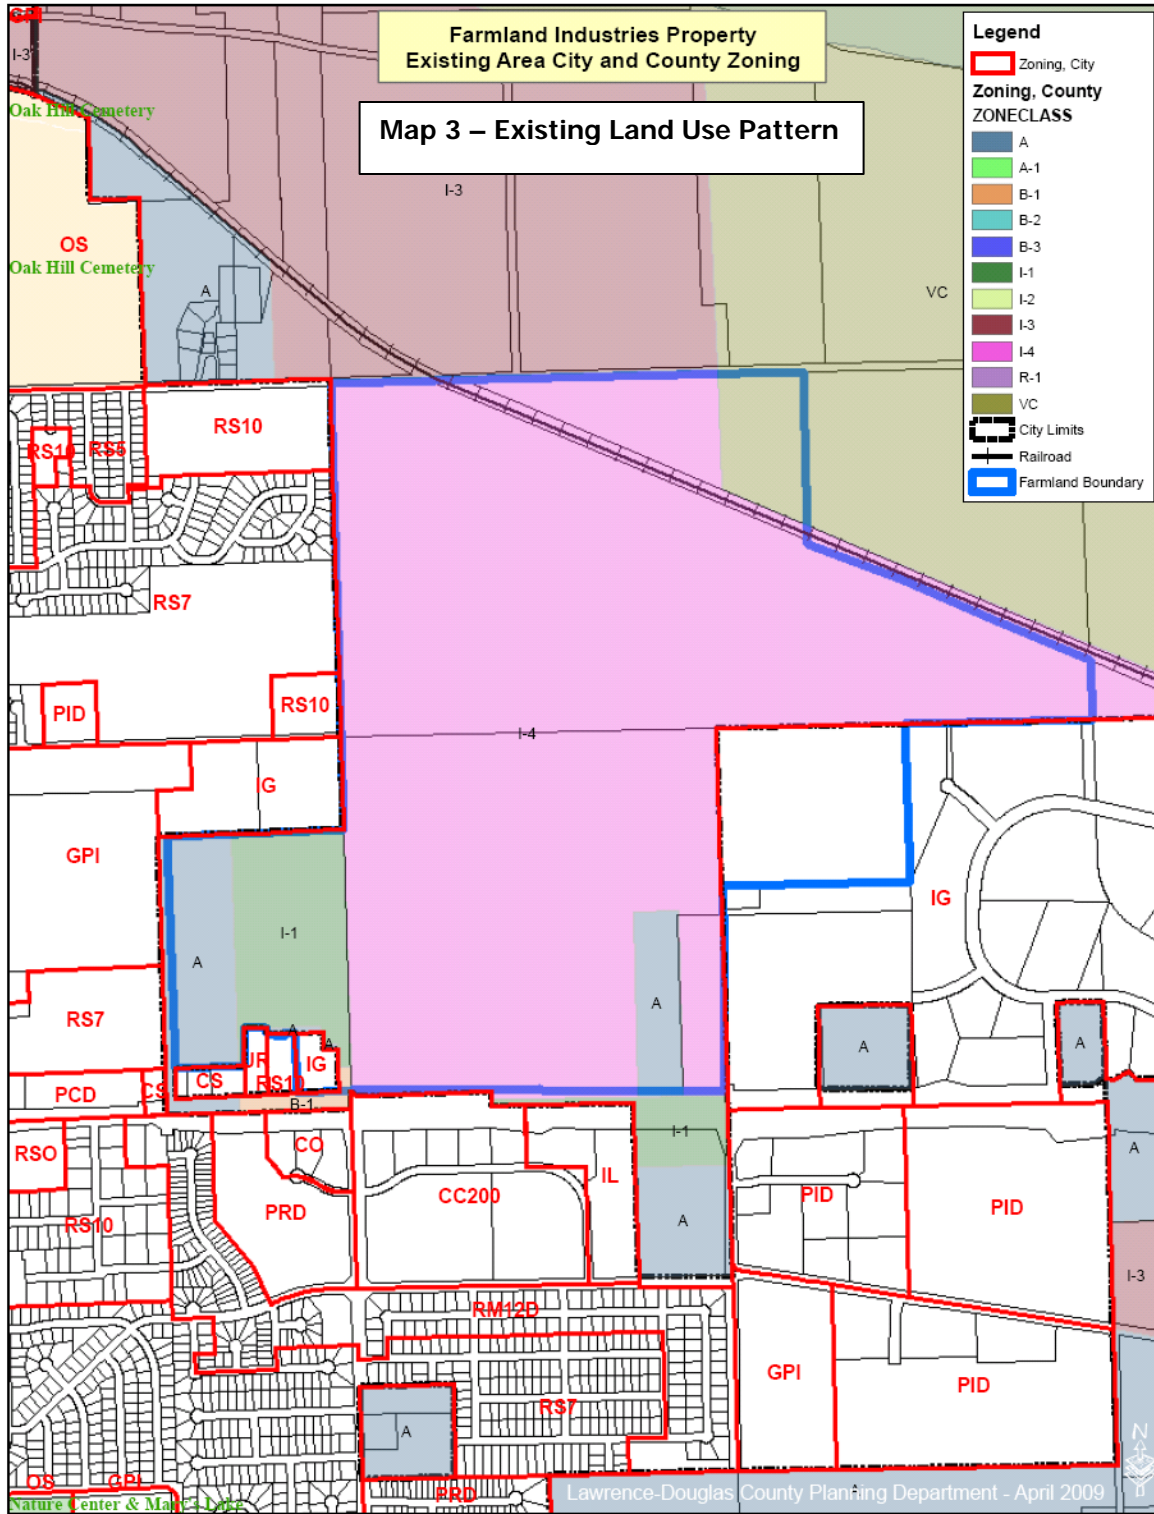 GPI
I-3
Farmland Industries Property
Existing Area City and County Zoning
Map 3 – Existing Land Use Pattern
Legend
Zoning, City
Zoning, County
ZONECLASS
A
A-1
B-1
B-2
B-3
I-1
I-2
I-3
I-4
R-1
VC
City Limits
Railroad
Farmland Boundary
Oak Hill Cemetery
I-3
OS
Oak Hill Cemetery
A
VC
RS10
RS10
RS5
RS7
PID
RS10
I-4
IG
GPI
IG
I-1
A
A
RS7
A
A
A
A
UR
IG
CS
RS10
PCD
CS
B-1
I-1
RSO
CO
IL
A
CC200
PID
PID
RS10
PRD
A
I-3
RM12D
GPI
PID
RS7
A
OS
GPI
PRD
A
N
Lawrence-Douglas County Planning Department - April 2009
Nature Center & Mary's Lake